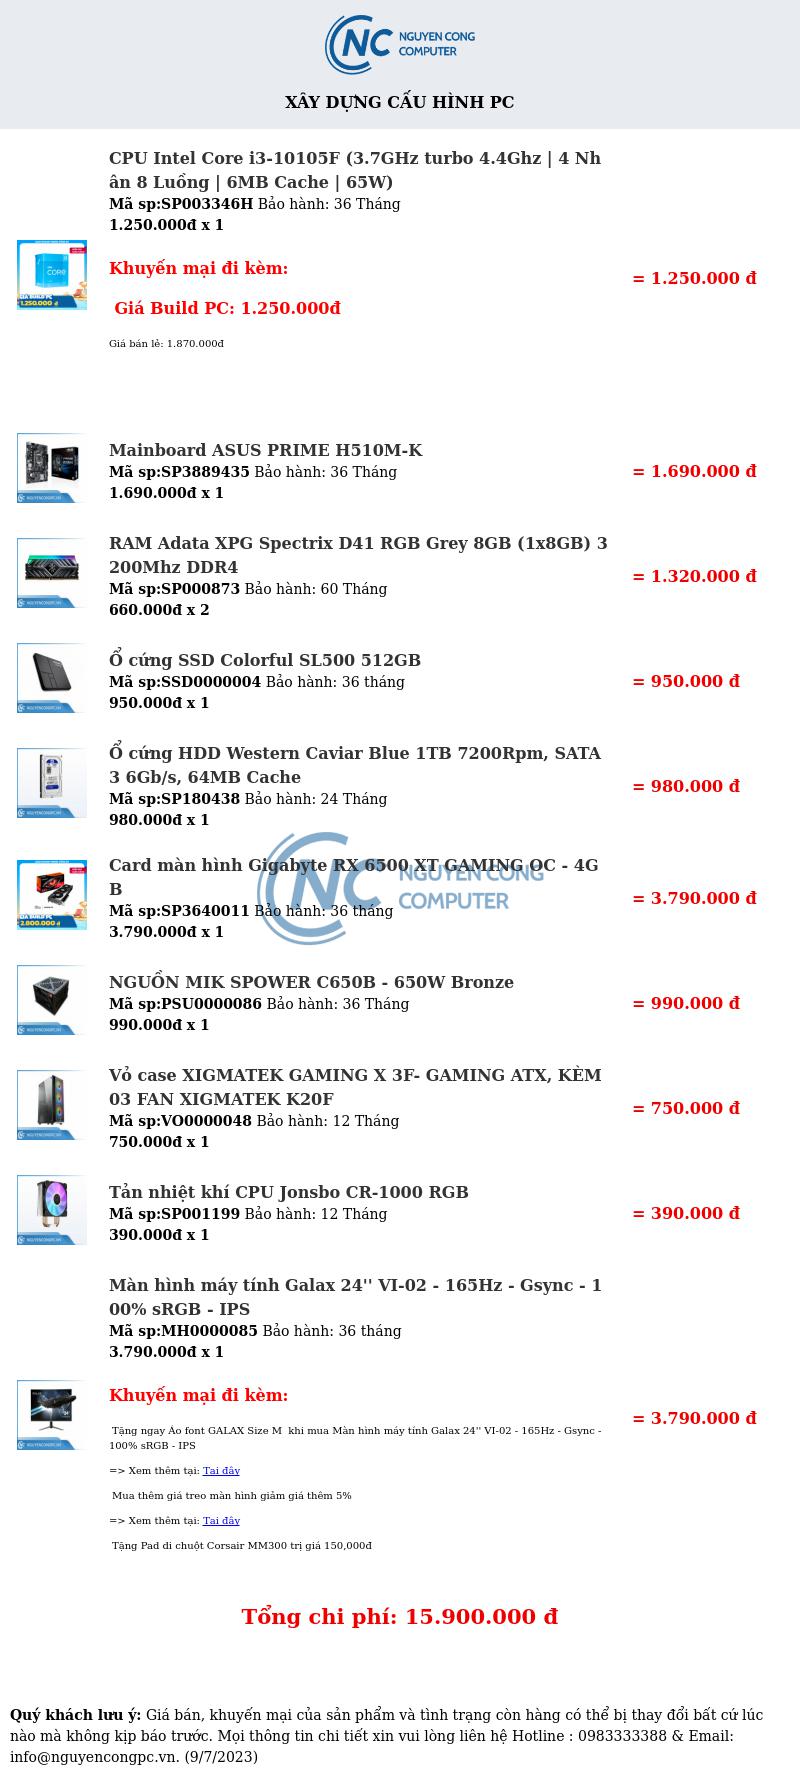 NC NGUYEN CONG
COMPUTER
XÂY DỰNG CẤU HÌNH PC
CPU Intel Core i3-10105F (3.7GHz turbo 4.4Ghz | 4 Nh
ân 8 Luồng | 6MB Cache | 65W)
Mã sp:SP003346H Bảo hành: 36 Tháng
1.250.000đ x 1
Khuyến mại đi kèm:
= 1.250.000 đ
Giá Build PC: 1.250.000đ
Giá bán lẻ: 1.870.000đ
Mainboard ASUS PRIME H510M-K
Mã sp:SP3889435 Bảo hành: 36 Tháng
= 1.690.000 đ
1.690.000đ x 1
RAM Adata XPG Spectrix D41 RGB Grey 8GB (1x8GB) 3
200Mhz DDR4
= 1.320.000 đ
Mã sp:SP000873 Bảo hành: 60 Tháng
660.000đ x 2
Ổ cứng SSD Colorful SL500 512GB
Mã sp:SSD0000004 Bảo hành: 36 tháng
= 950.000 đ
950.000đ x 1
Ổ cứng HDD Western Caviar Blue 1TB 7200Rpm, SATA
3 6Gb/s, 64MB Cache
= 980.000 đ
Mã sp:SP180438 Bảo hành: 24 Tháng
980.000đ x 1
Card màn hình Gigabyte RX 6500 XT GAMING OC - 4G
B
= 3.790.000 đ
Mã sp:SP3640011 Bảo hành: 36 tháng
3.790.000đ x 1
NC NGUYEN CONG
COMPUTER
NGUỒN MIK SPOWER C650B - 650W Bronze
Mã sp:PSU0000086 Bảo hành: 36 Tháng
= 990.000 đ
990.000đ x 1
Vỏ case XIGMATEK GAMING X 3F- GAMING ATX, KÈM
03 FAN XIGMATEK K20F
= 750.000 đ
Mã sp:VO0000048 Bảo hành: 12 Tháng
750.000đ x 1
Tản nhiệt khí CPU Jonsbo CR-1000 RGB
Mã sp:SP001199 Bảo hành: 12 Tháng
= 390.000 đ
390.000đ x 1
Màn hình máy tính Galax 24'' VI-02 - 165Hz - Gsync - 1
00% sRGB - IPS
Mã sp:MH0000085 Bảo hành: 36 tháng
3.790.000đ x 1
Khuyến mại đi kèm:
= 3.790.000 đ
Tặng ngay Áo font GALAX Size M  khi mua Màn hình máy tính Galax 24'' VI-02 - 165Hz - Gsync -
100% sRGB - IPS
=> Xem thêm tại: Tại đây
Mua thêm giá treo màn hình giảm giá thêm 5%
=> Xem thêm tại: Tại đây
Tặng Pad di chuột Corsair MM300 trị giá 150,000đ
Tổng chi phí: 15.900.000 đ
Quý khách lưu ý: Giá bán, khuyến mại của sản phẩm và tình trạng còn hàng có thể bị thay đổi bất cứ lúc
nào mà không kịp báo trước. Mọi thông tin chi tiết xin vui lòng liên hệ Hotline : 0983333388 & Email:
info@nguyencongpc.vn. (9/7/2023)